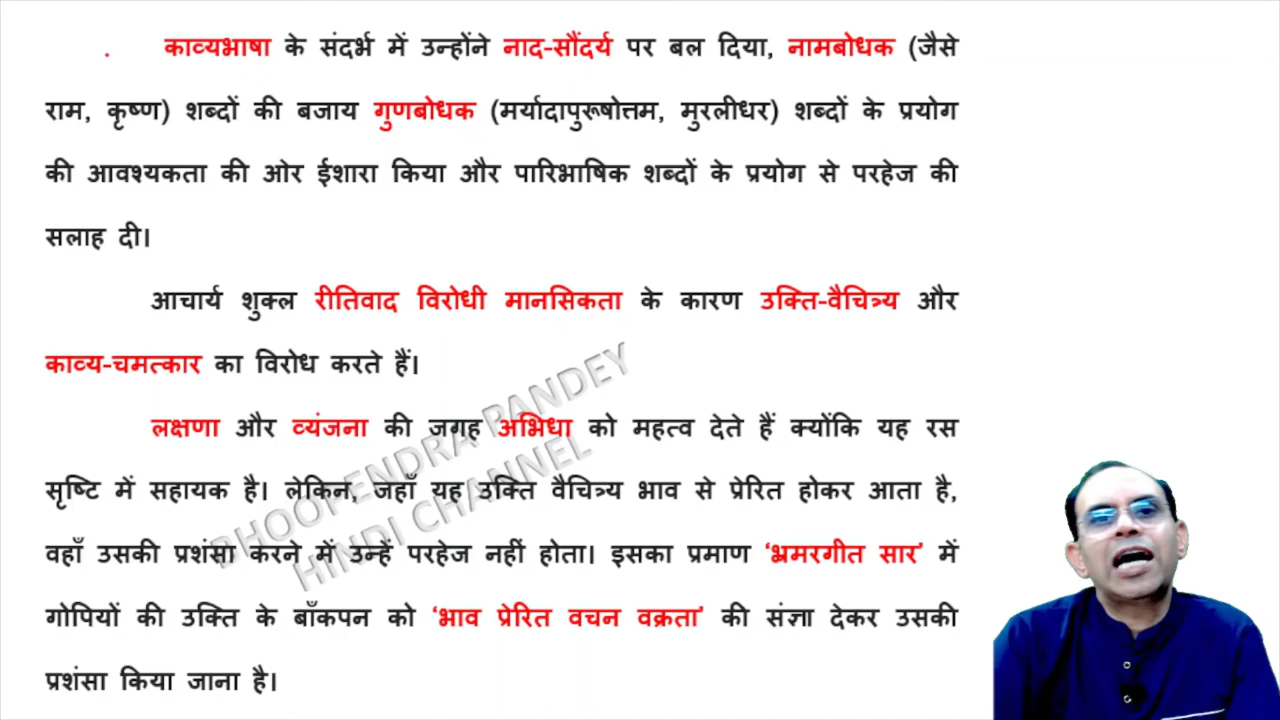 . काव्यभाषा के संदर्भ में उन्होंने नाद-सौंदर्य पर बल दिया, नामबोधक (जैसे
राम, कृष्ण) शब्दों की बजाय गुणबोधक (मर्यादापुरूषोत्तम, मुरलीधर) शब्दों के प्रयोग
की आवश्यकता की ओर ईशारा किया और पारिभाषिक शब्दों के प्रयोग से परहेज की
सलाह दी।
आचार्य शुक्ल रीतिवाद विरोधी मानसिकता के कारण उक्ति-वैचित्र्य और
काव्य-चमत्कार का विरोध करते हैं।
लक्षणा और व्यंजना की जगह अभिधा को महत्व देते हैं क्योंकि यह रस
सृष्टि में सहायक है। लेकिन, जहाँ यह उक्ति वैचित्र्य भाव से प्रेरित होकर आता है,
वहाँ उसकी प्रशंसा करने में उन्हें परहेज नहीं होता। इसका प्रमाण ‘भ्रमरगीत सार’ में
गोपियों की उक्ति के बाँकपन को ‘भाव प्रेरित वचन वक्रता’ की संज्ञा देकर उसकी
प्रशंसा किया जाना है।
BHOOPENDRA PANDEY
HINDI CHANNEL